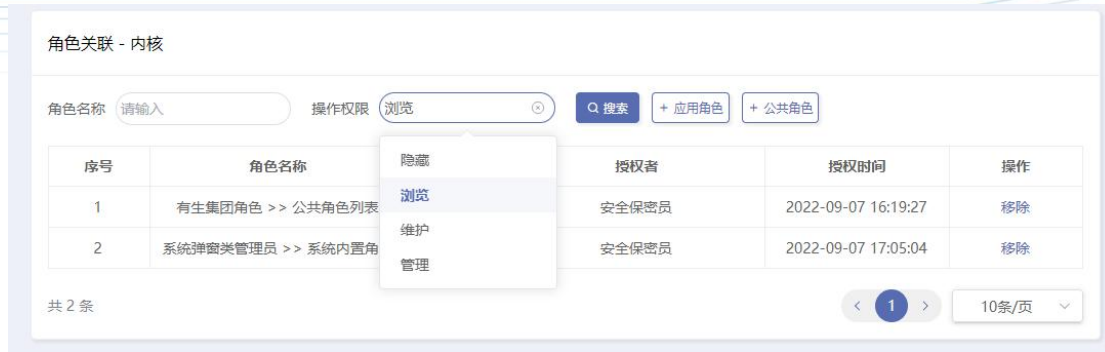 角色关联 - 内核
角色名称 请输入 操作权限 浏览 搜索 + 应用角色 + 公共角色
隐藏
浏览
维护
管理
序号 角色名称 授权者 授权时间 操作
1 有生集团角色 >> 公共角色列表 安全保密员 2022-09-07 16:19:27 移除
2 系统弹窗类管理员 >> 系统内置角 安全保密员 2022-09-07 17:05:04 移除
共 2 条 < 1 > 10条/页